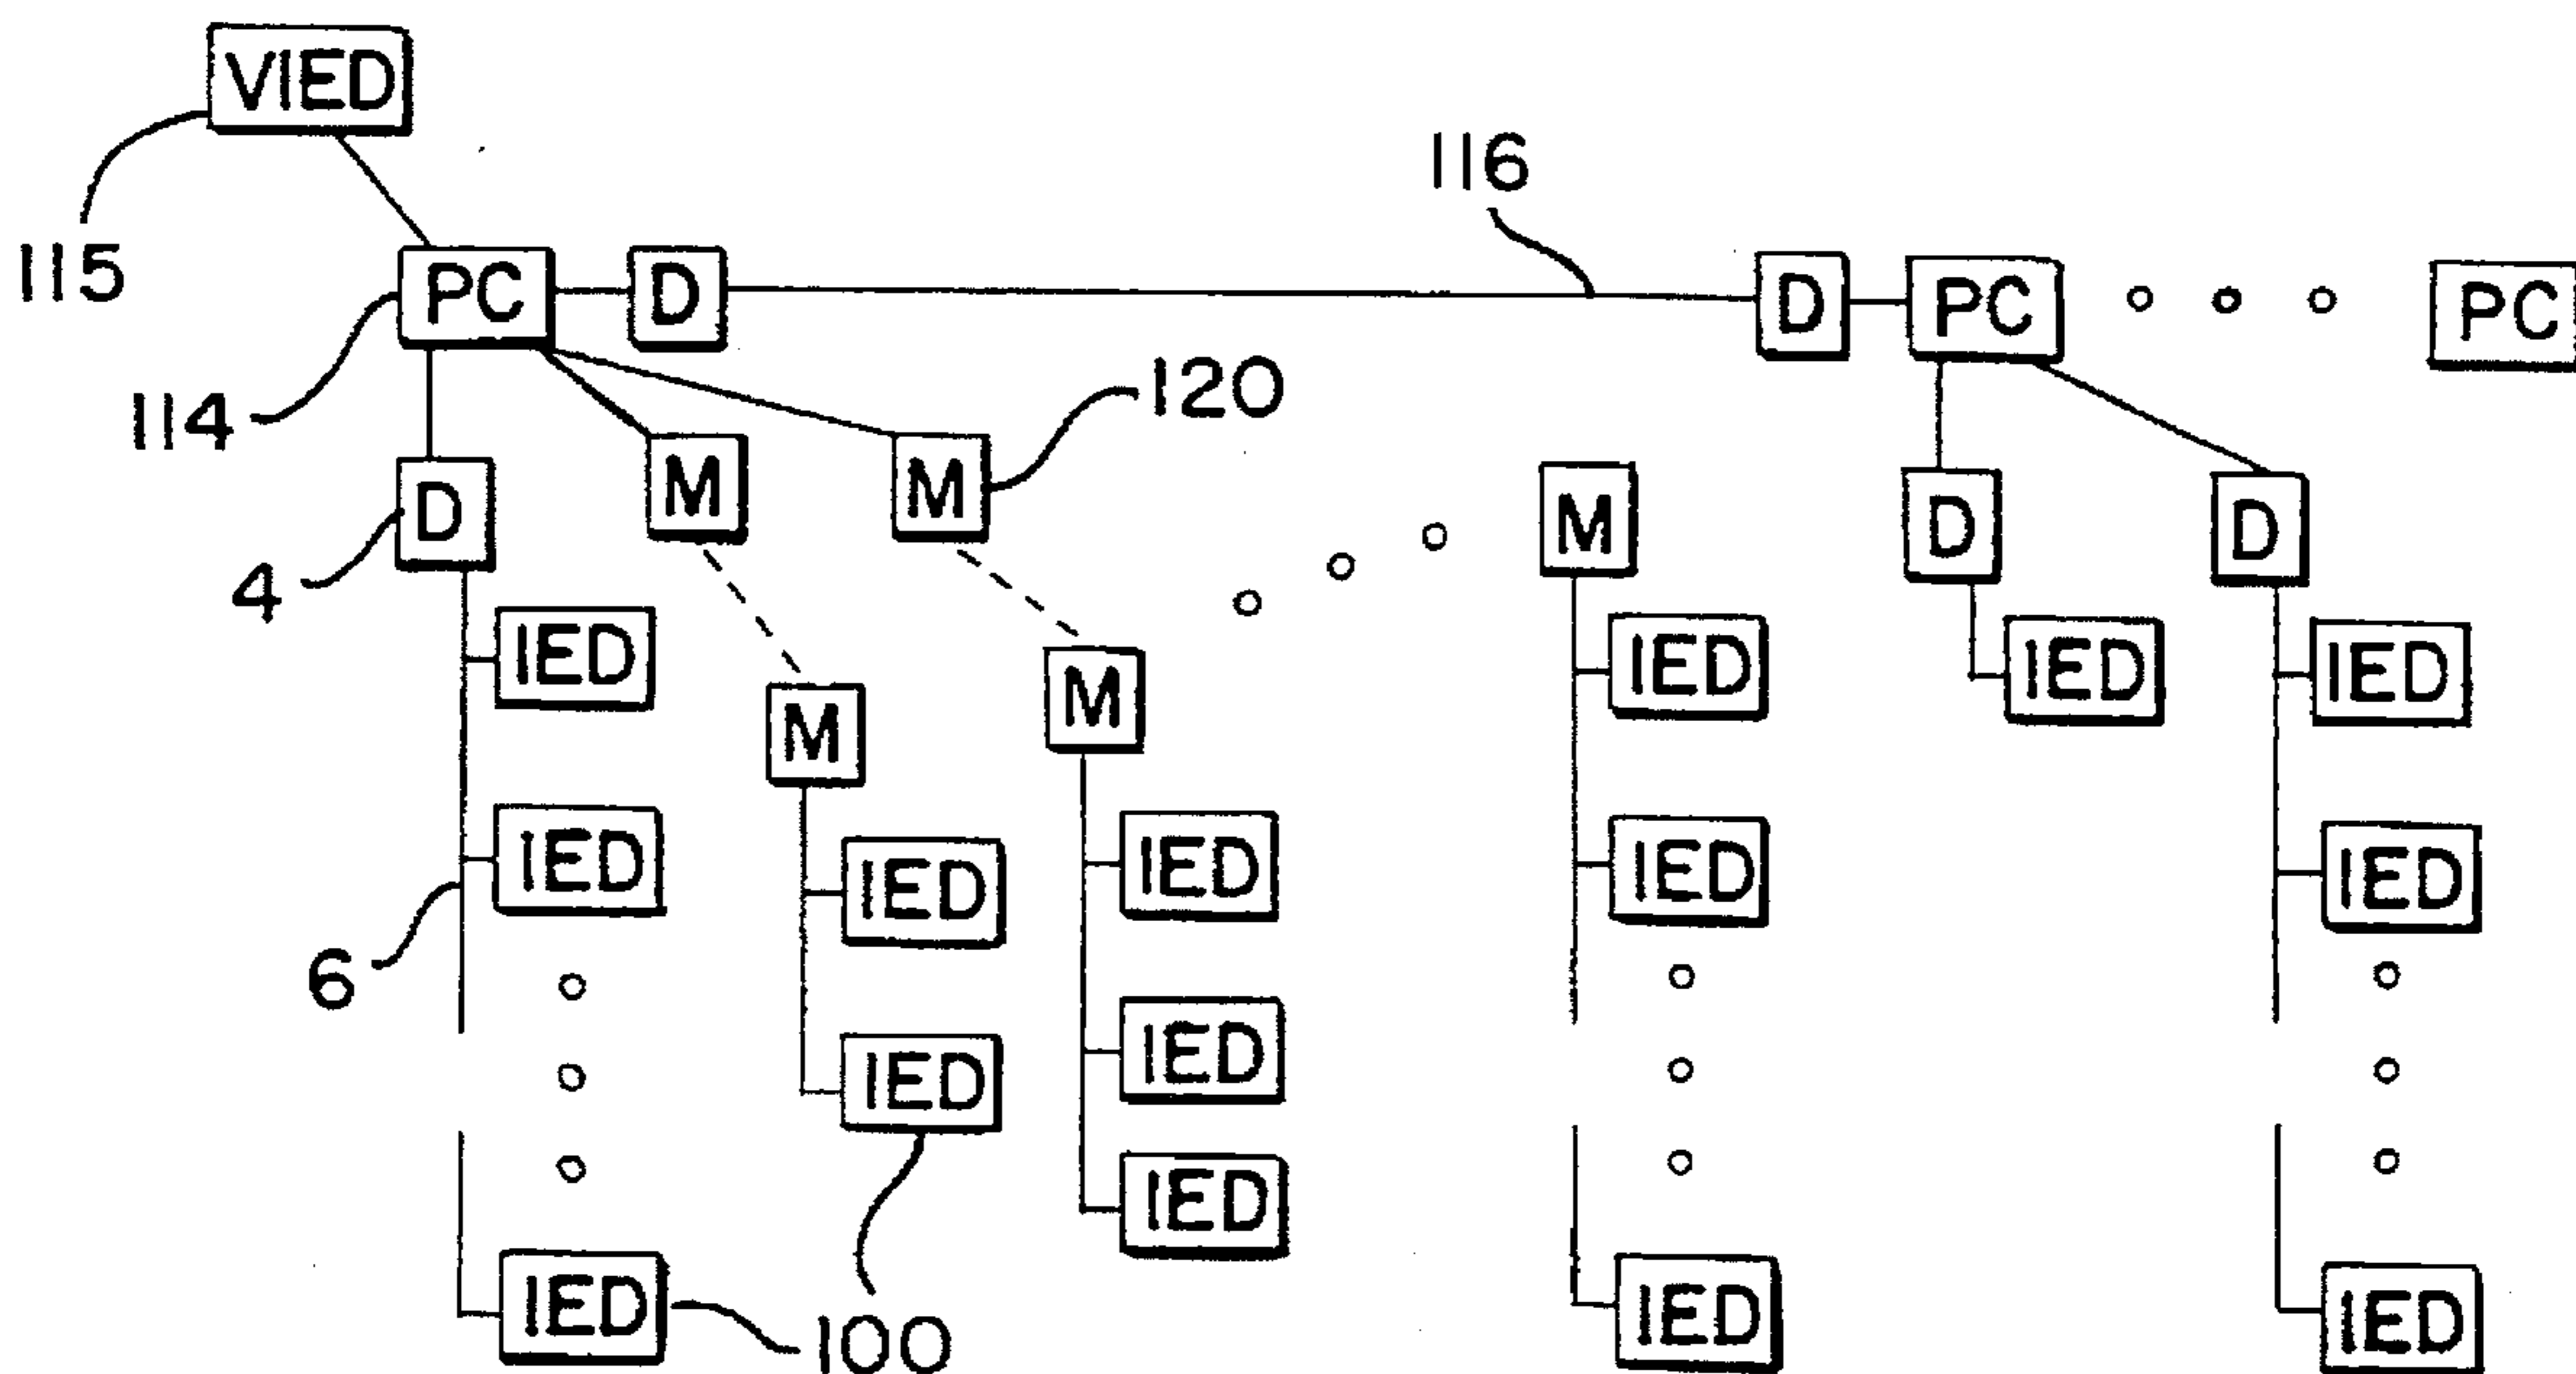 VIED
116
115
PC D D PC PC
120
114
M M M D D
D
4
IED IED IED IED
M
M
IED IED IED IED IED
6
IED IED
IED
IED IED IED
100